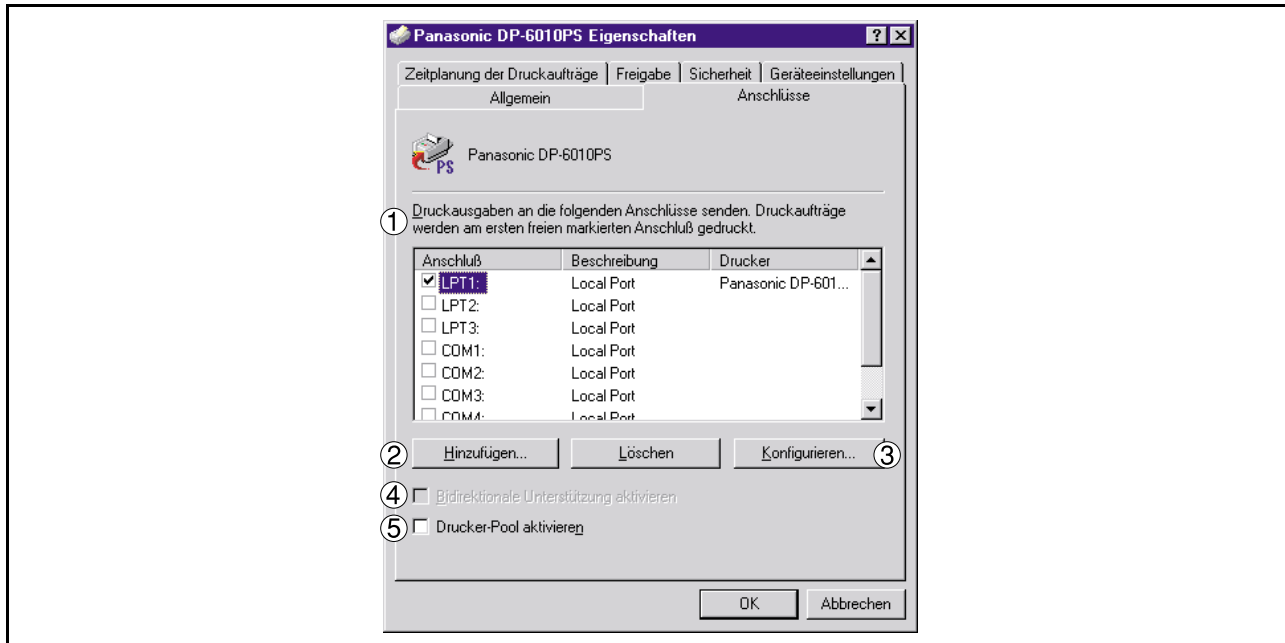 Panasonic DP-6010PS Eigenschaften
Zeitplanung der Druckaufträge Freigabe Sicherheit Geräteeinstellungen
Allgemein Anschlüsse
PS Panasonic DP-6010PS
① Druckausgaben an die folgenden Anschlüsse senden. Druckaufträge
werden am ersten freien markierten Anschluß gedruckt.
Anschluß Beschreibung Drucker
LPT1: Local Port Panasonic DP-601...
LPT2: Local Port
LPT3: Local Port
COM1: Local Port
COM2: Local Port
COM3: Local Port
COM4: Local Port
② Hinzufügen... Löschen Konfigurieren... ③
④ Bidirektionale Unterstützung aktivieren
⑤ Drucker-Pool aktivieren
OK Abbrechen